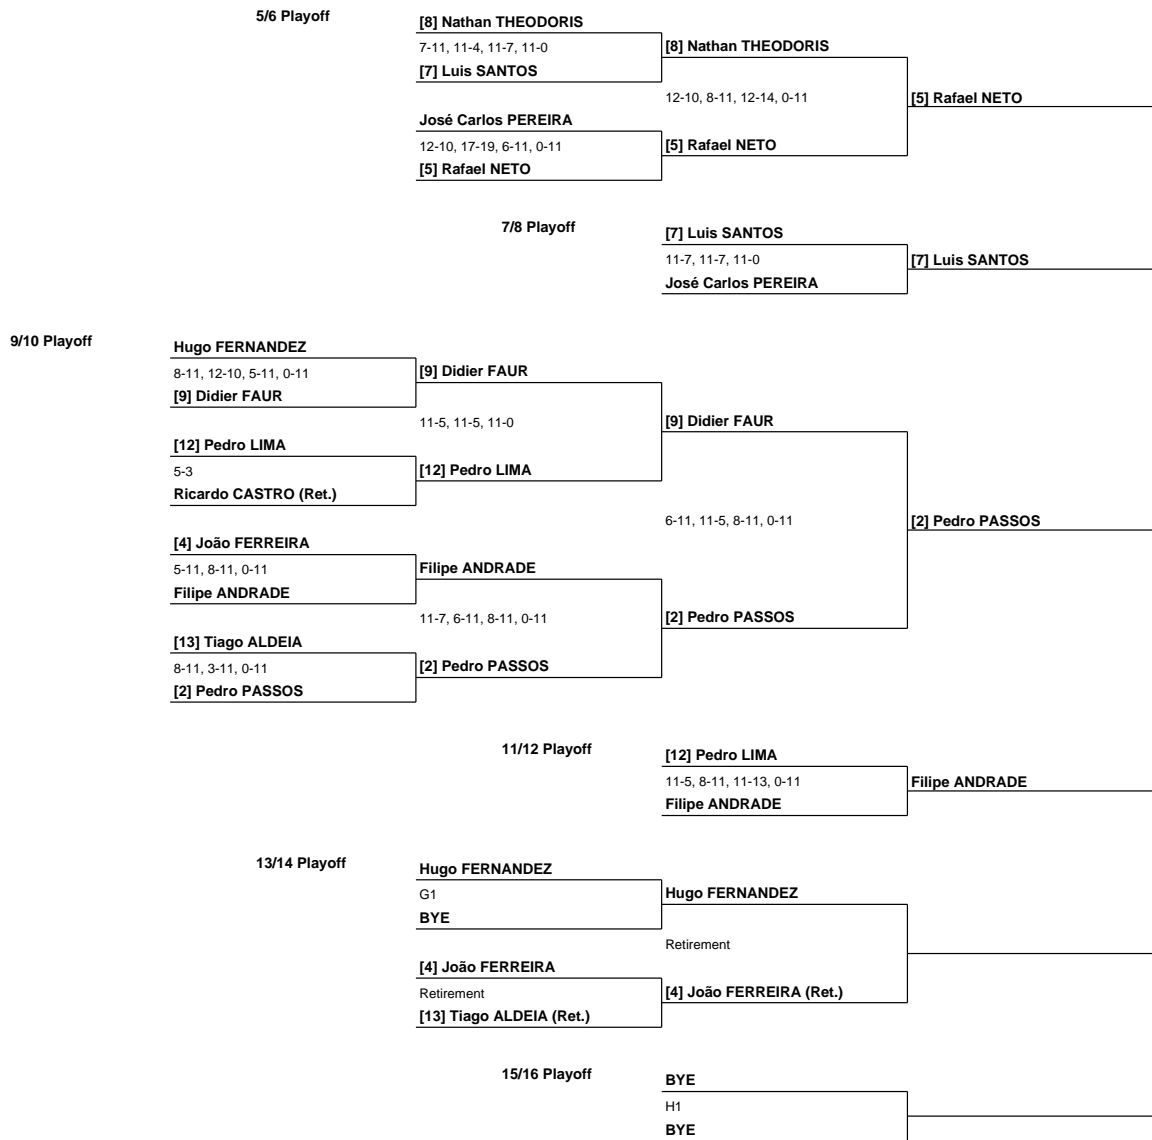 5/6 Playoff
[8] Nathan THEODORIS
7-11, 11-4, 11-7, 11-0
[7] Luis SANTOS
[8] Nathan THEODORIS
12-10, 8-11, 12-14, 0-11
[5] Rafael NETO
José Carlos PEREIRA
12-10, 17-19, 6-11, 0-11
[5] Rafael NETO
[5] Rafael NETO
7/8 Playoff
[7] Luis SANTOS
11-7, 11-7, 11-0
José Carlos PEREIRA
[7] Luis SANTOS
9/10 Playoff
Hugo FERNANDEZ
8-11, 12-10, 5-11, 0-11
[9] Didier FAUR
[9] Didier FAUR
11-5, 11-5, 11-0
[9] Didier FAUR
[12] Pedro LIMA
5-3
Ricardo CASTRO (Ret.)
[12] Pedro LIMA
6-11, 11-5, 8-11, 0-11
[2] Pedro PASSOS
[4] João FERREIRA
5-11, 8-11, 0-11
Filipe ANDRADE
Filipe ANDRADE
11-7, 6-11, 8-11, 0-11
[2] Pedro PASSOS
[13] Tiago ALDEIA
8-11, 3-11, 0-11
[2] Pedro PASSOS
[2] Pedro PASSOS
11/12 Playoff
[12] Pedro LIMA
11-5, 8-11, 11-13, 0-11
Filipe ANDRADE
Filipe ANDRADE
13/14 Playoff
Hugo FERNANDEZ
G1
BYE
Hugo FERNANDEZ
Retirement
[4] João FERREIRA
Retirement
[13] Tiago ALDEIA (Ret.)
[4] João FERREIRA (Ret.)
15/16 Playoff
BYE
H1
BYE